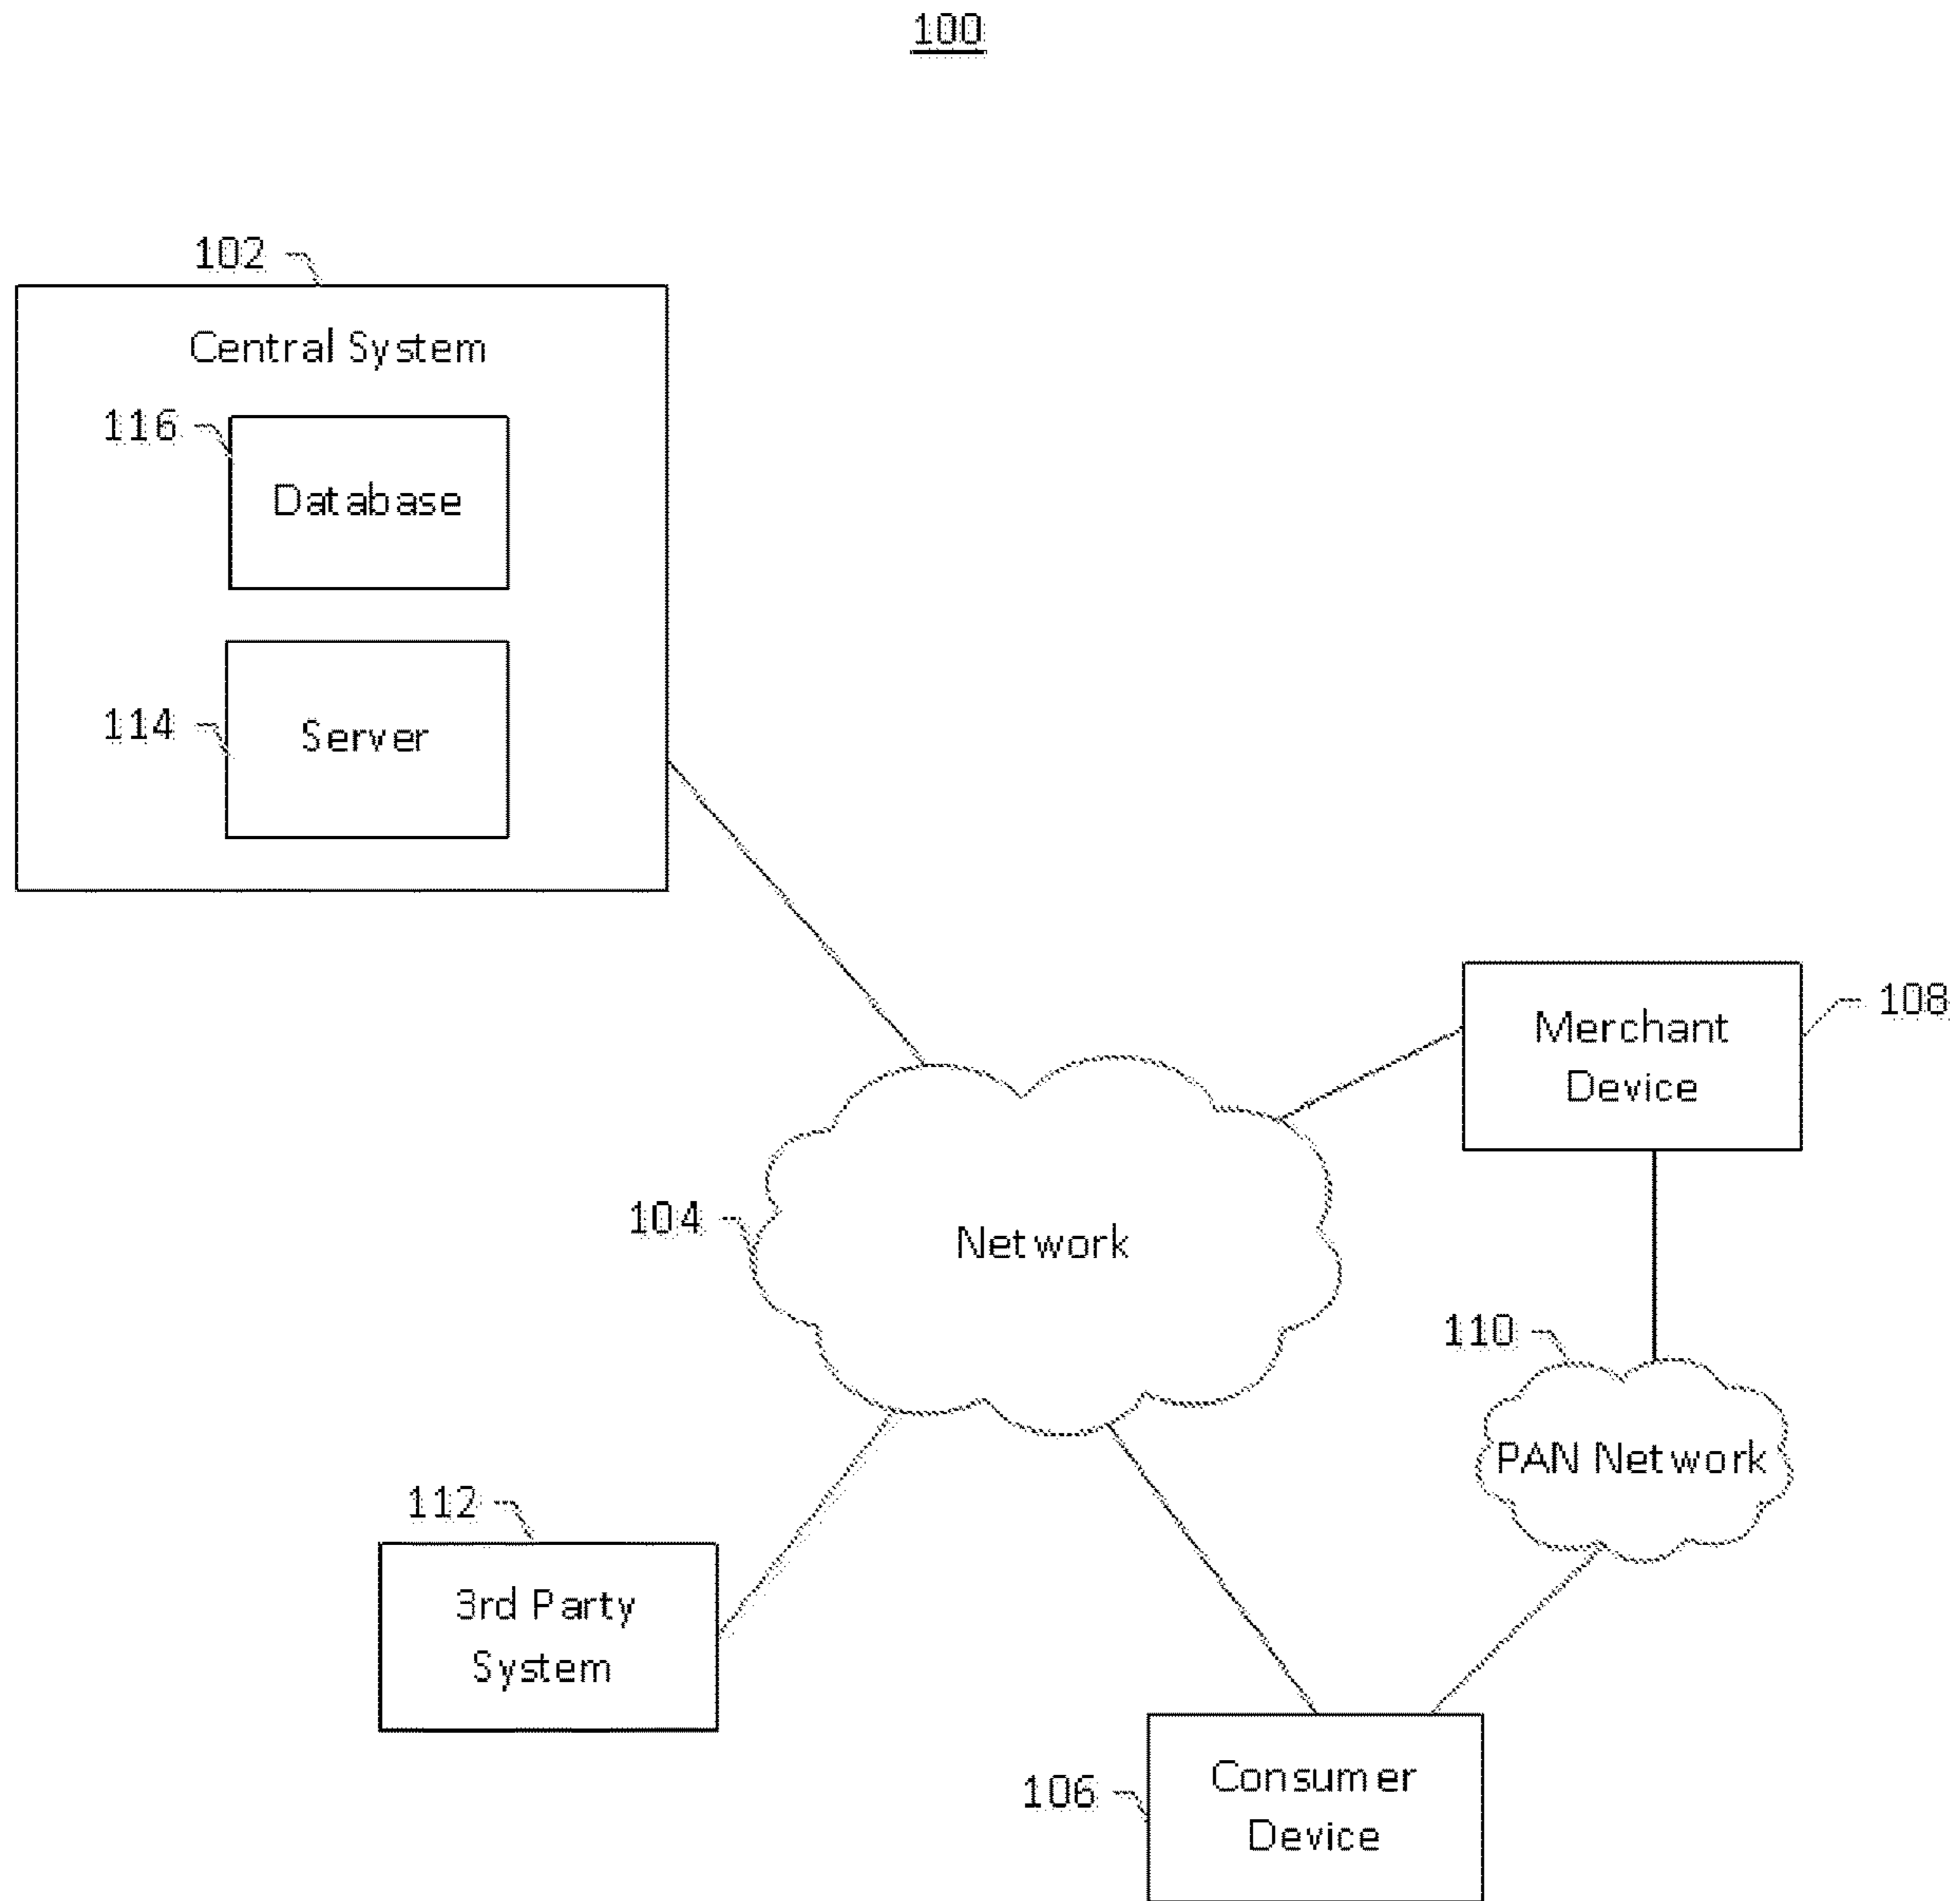 100
102
Central System
116
Database
114
Server
108
Merchant
Device
104
Network
110
PAN Network
112
3rd Party
System
106
Consumer
Device